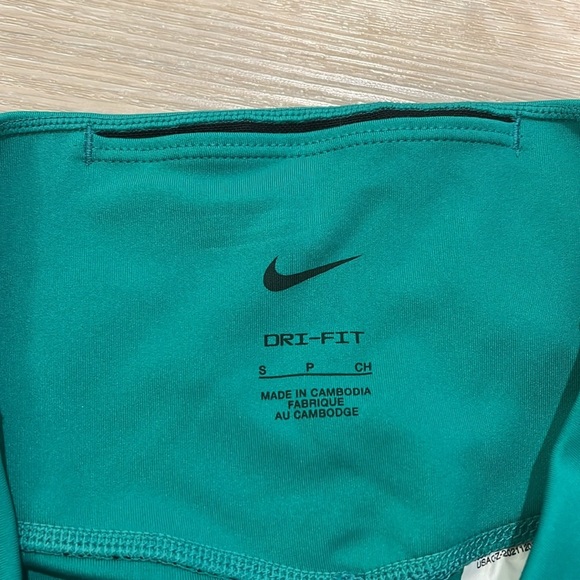 DRI-FIT
S P CH
MADE IN CAMBODIA
FABRIQUE
AU CAMBODGE